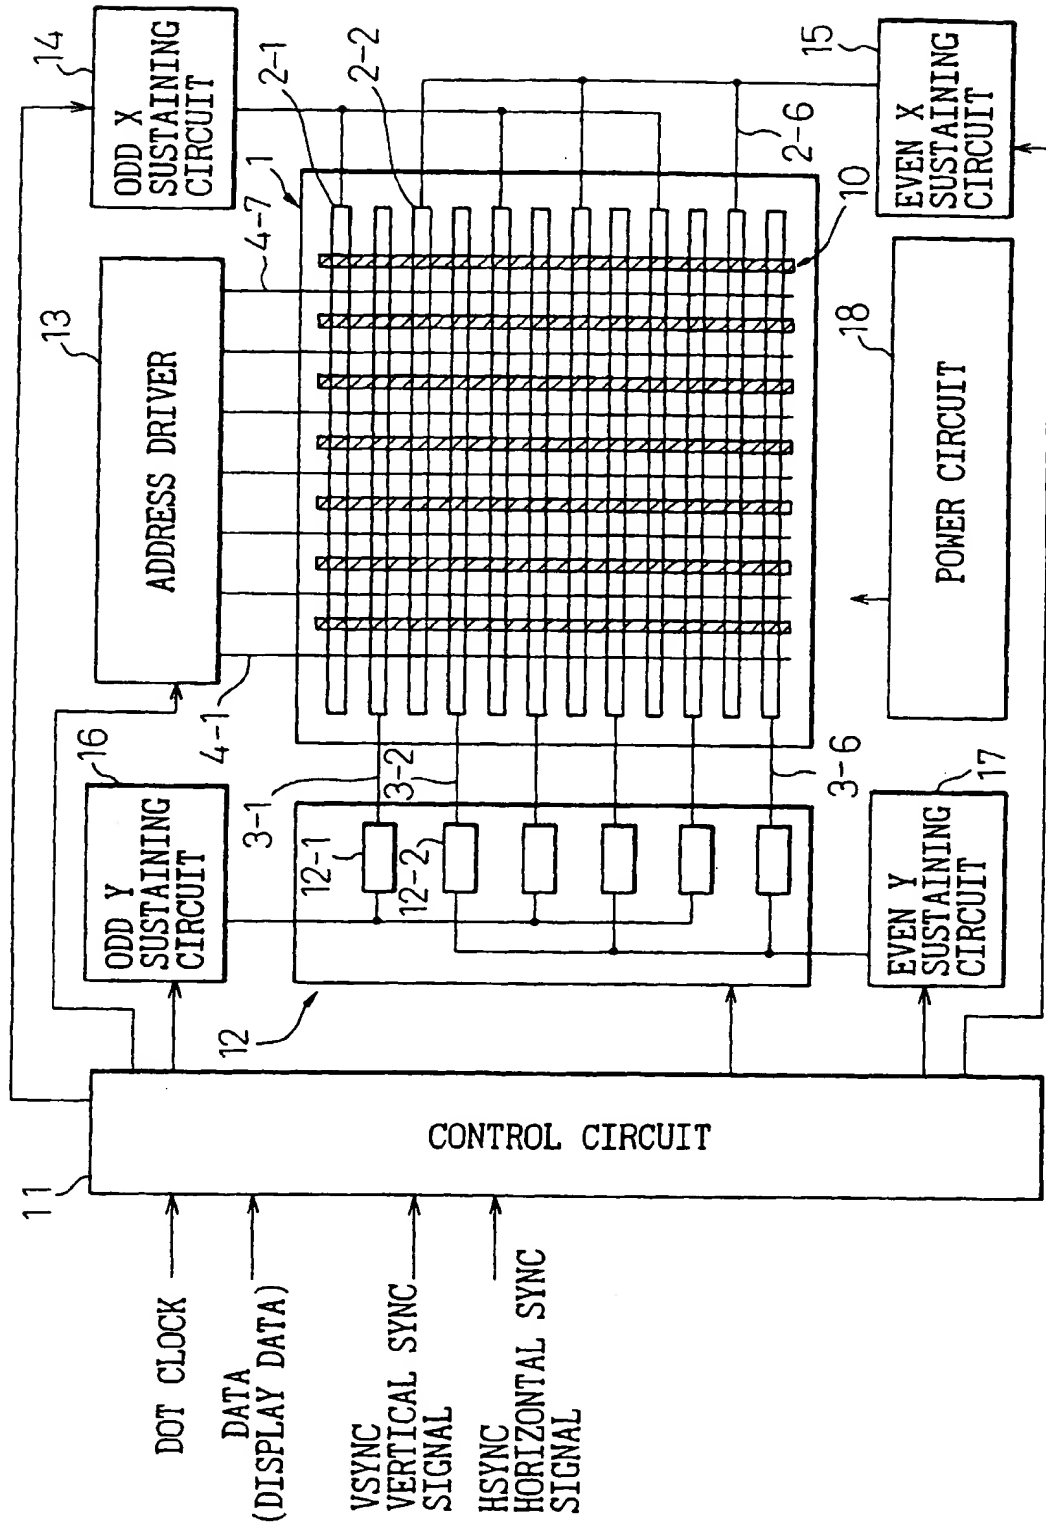 14
ODD X
SUSTAINING
CIRCUIT
2-1
2-2
15
EVEN X
SUSTAINING
CIRCUIT
2-6
1
4-7
10
13
ADDRESS DRIVER
18
POWER CIRCUIT
4-1
16
ODD Y
SUSTAINING
CIRCUIT
3-1
3-2
3-6
12-1
12-2
17
EVEN Y
SUSTAINING
CIRCUIT
12
11
CONTROL CIRCUIT
DOT CLOCK
DATA
(DISPLAY DATA)
VSYNC
VERTICAL SYNC
SIGNAL
HSYNC
HORIZONTAL SYNC
SIGNAL